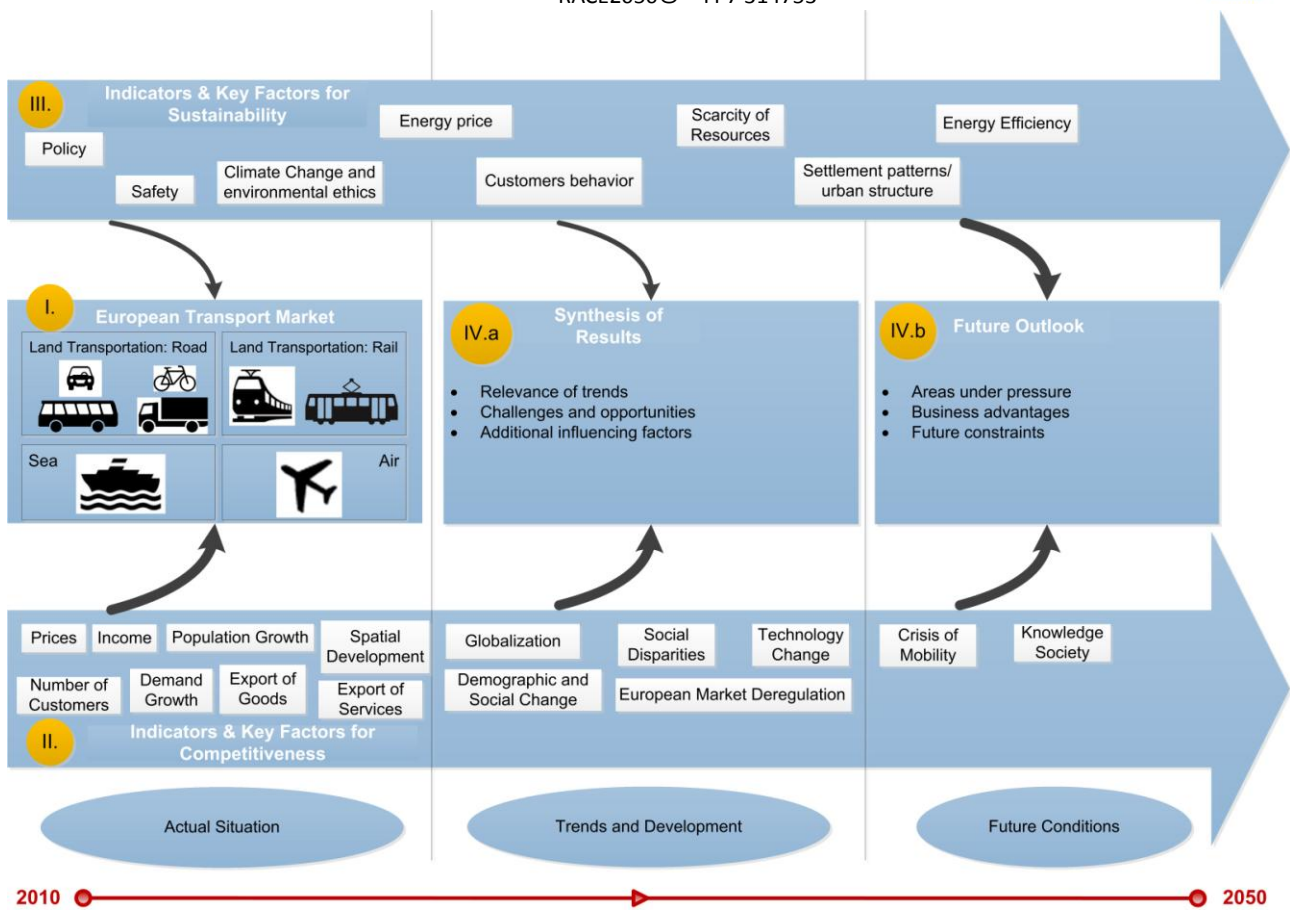 III.
Indicators & Key Factors for
Sustainability
Policy
Safety
Climate Change and
environmental ethics
Energy price
Customers behavior
Scarcity of
Resources
Settlement patterns/
urban structure
Energy Efficiency
I.
European Transport Market
Land Transportation: Road
Land Transportation: Rail
Sea
Air
IV.a
Synthesis of
Results
• Relevance of trends
• Challenges and opportunities
• Additional influencing factors
IV.b
Future Outlook
• Areas under pressure
• Business advantages
• Future constraints
Prices
Income
Population Growth
Spatial
Development
Number of
Customers
Demand
Growth
Export of
Goods
Export of
Services
Globalization
Social
Disparities
Technology
Change
Demographic and
Social Change
European Market Deregulation
Crisis of
Mobility
Knowledge
Society
II.
Indicators & Key Factors for
Competitiveness
Actual Situation
Trends and Development
Future Conditions
2010
2050